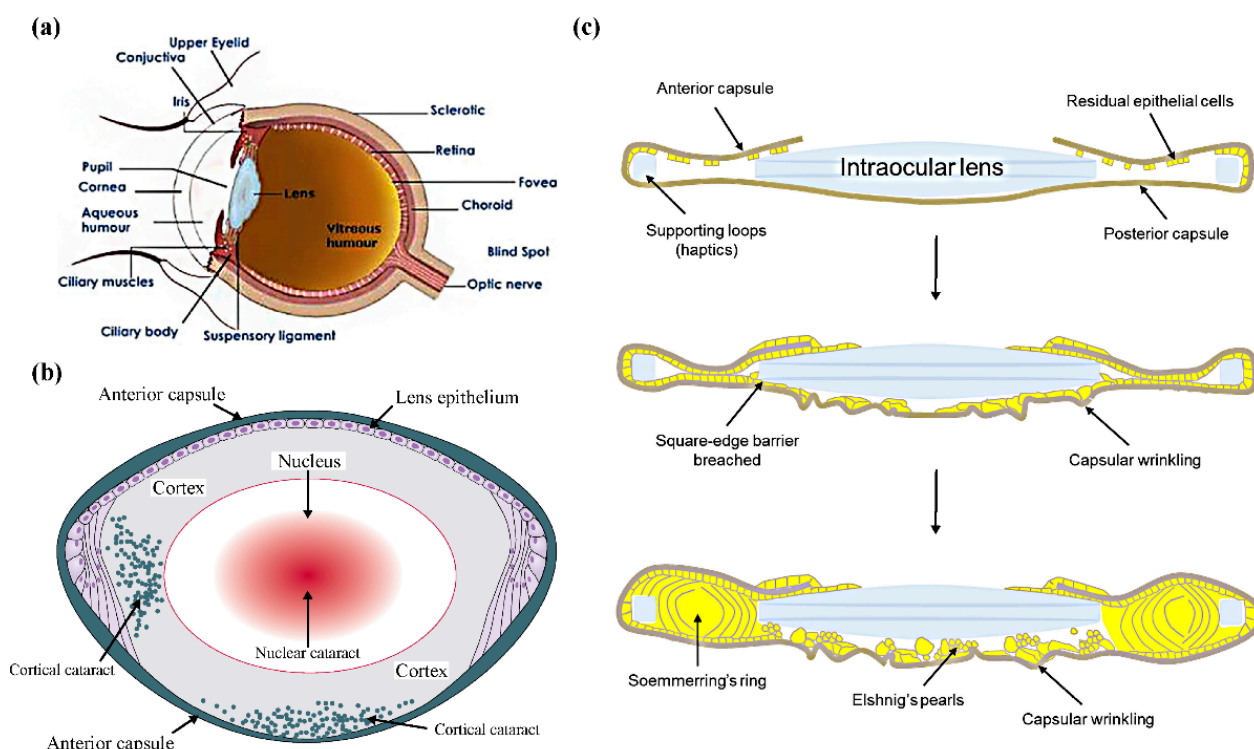 (a)
Upper Eyelid
Conjuctiva
Iris
Pupil
Cornea
Aqueous
humour
Ciliary muscles
Ciliary body
Suspensory ligament
Lens
Vitreous
humour
Sclerotic
Retina
Fovea
Choroid
Blind Spot
Optic nerve
(b)
Anterior capsule
Lens epithelium
Nucleus
Cortex
Nuclear cataract
Cortical cataract
Cortex
Cortical cataract
Anterior capsule
(c)
Anterior capsule
Residual epithelial cells
Intraocular lens
Supporting loops
(haptics)
Posterior capsule
Square-edge barrier
breached
Capsular wrinkling
Soemmerring's ring
Elshnig's pearls
Capsular wrinkling